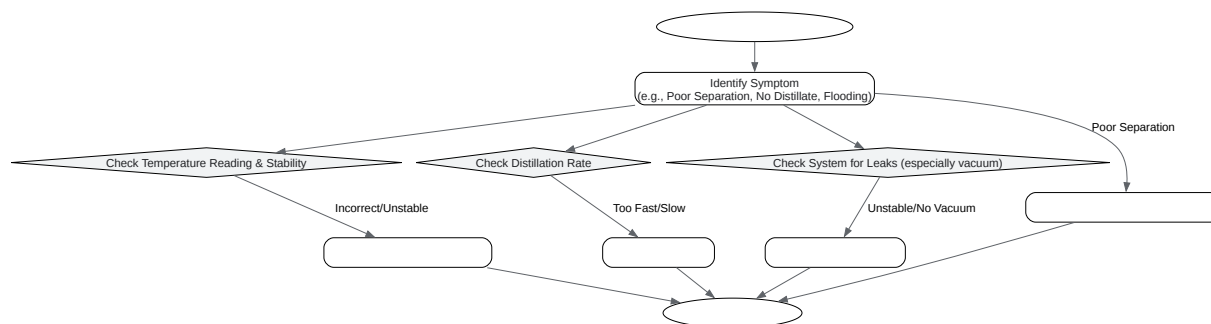 Identify Symptom
(e.g., Poor Separation, No Distillate, Flooding)
Poor Separation
Check Temperature Reading & Stability
Check Distillation Rate
Check System for Leaks (especially vacuum)
Incorrect/Unstable
Too Fast/Slow
Unstable/No Vacuum